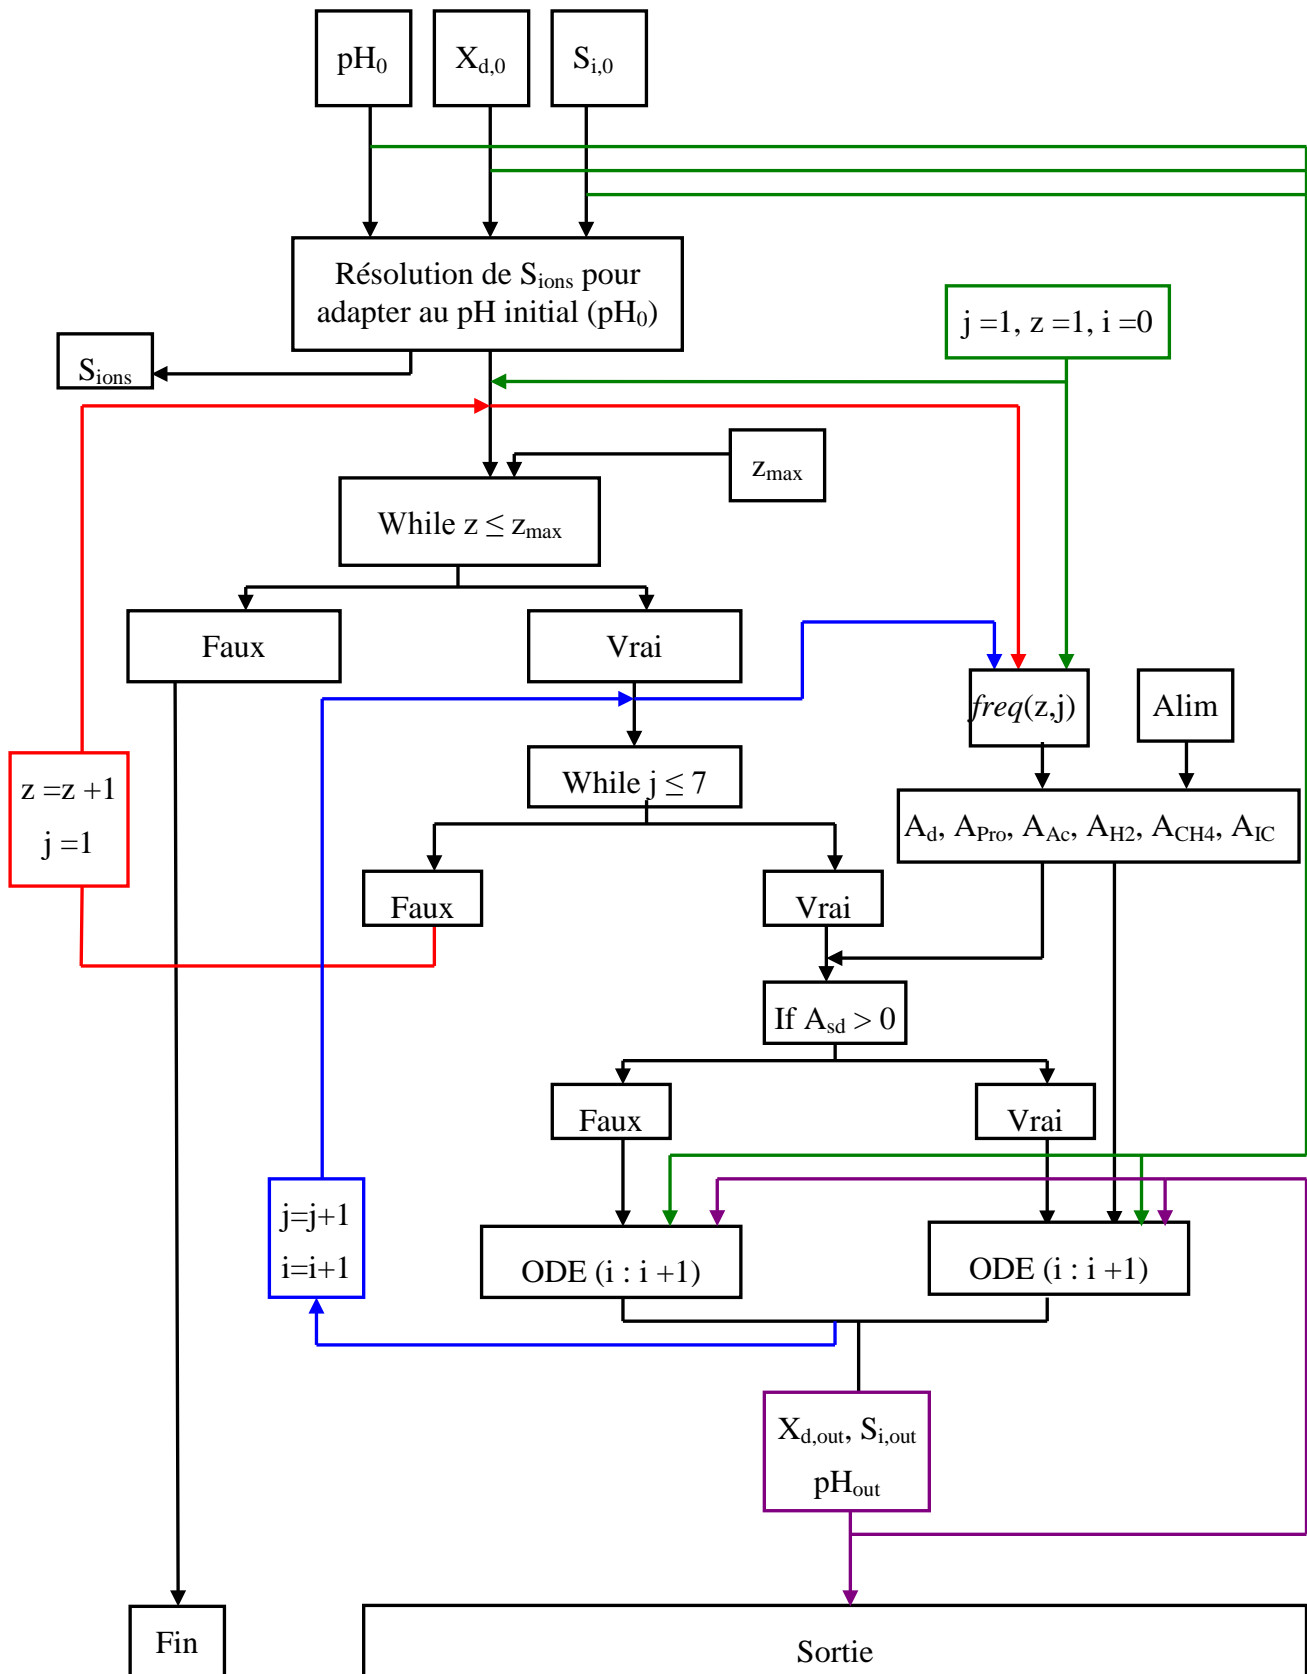 pH0
Xd,0
Si,0
Résolution de Sions pour
adapter au pH initial (pH0)
j =1, z =1, i =0
Sions
zmax
While z ≤ zmax
Faux
Vrai
freq(z,j)
Alim
z =z +1
j =1
While j ≤ 7
Ad, APro, AAc, AH2, ACH4, AIC
Faux
Vrai
If Asd > 0
Faux
Vrai
j=j+1
i=i+1
ODE (i : i +1)
ODE (i : i +1)
Xd,out, Si,out
pHout
Fin
Sortie